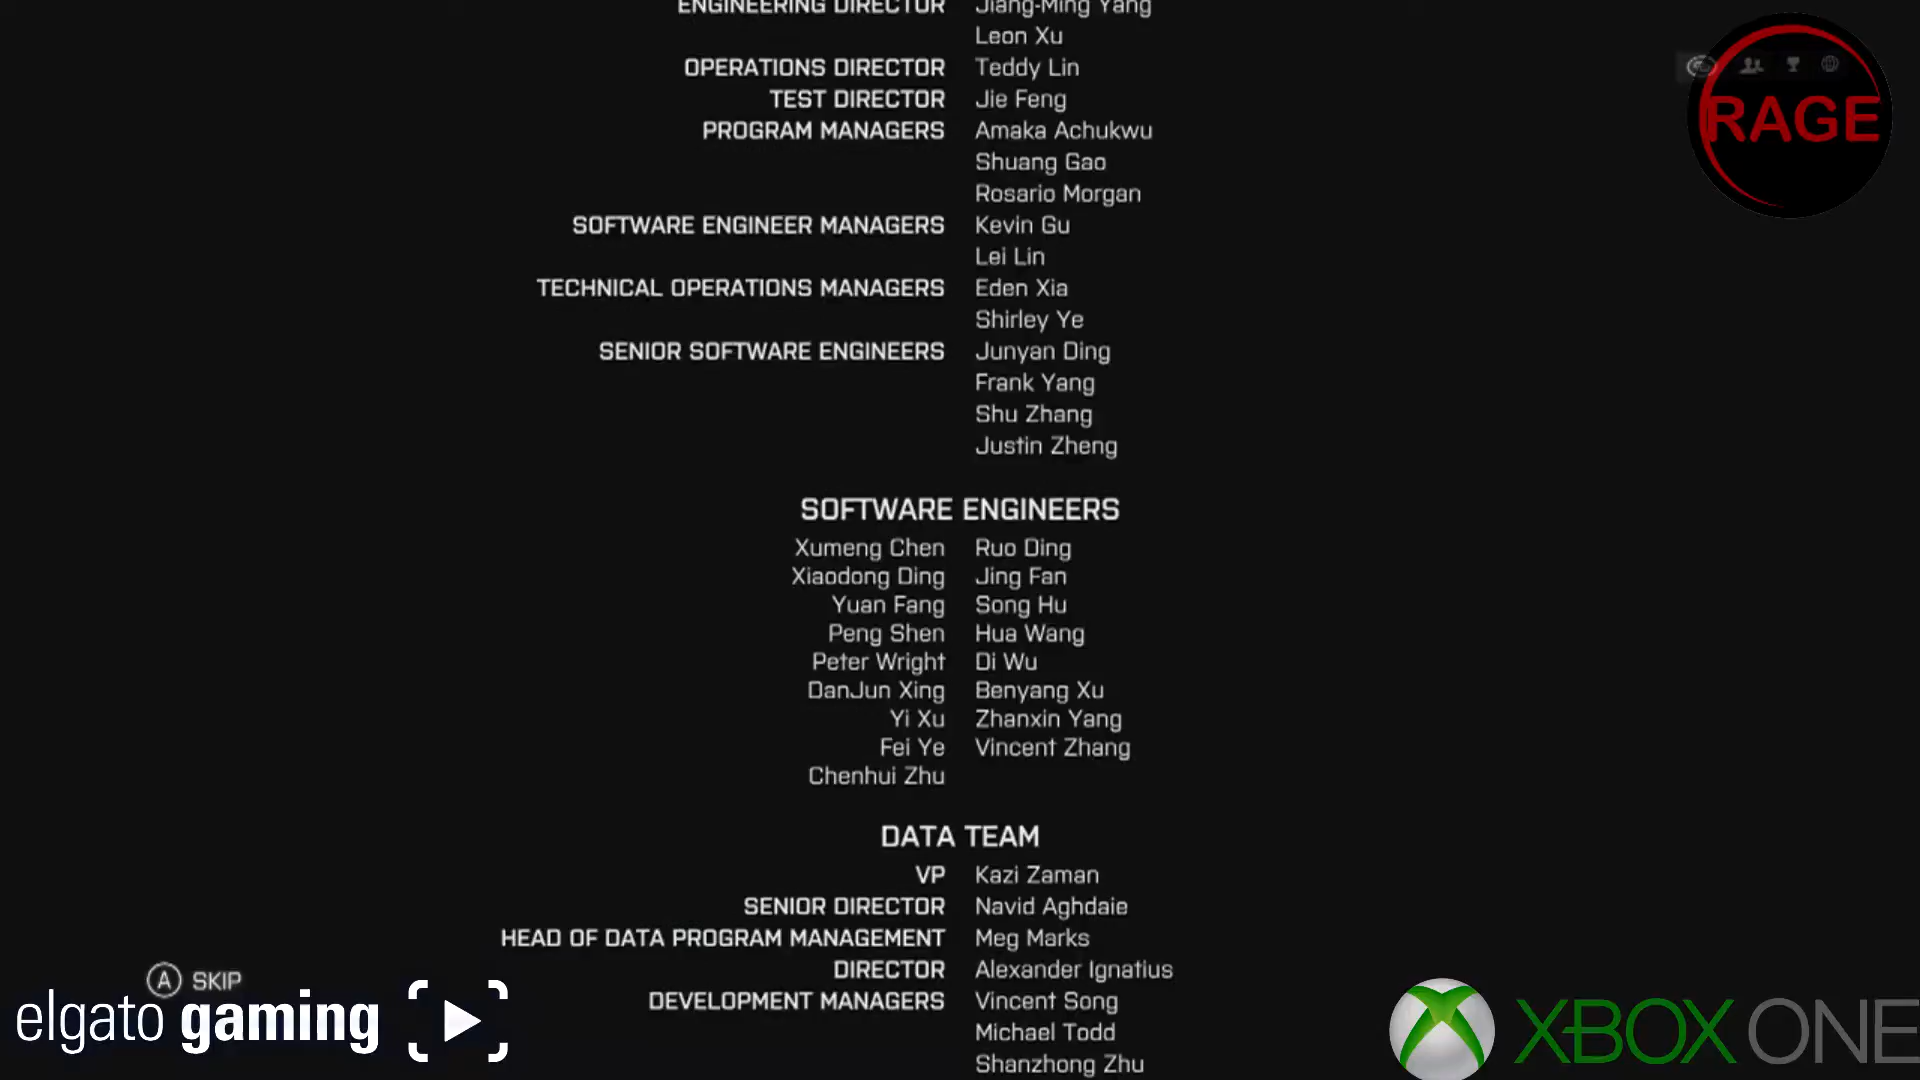 ENGINEERING DIRECTOR Jiang-Ming Yang
Leon Xu
OPERATIONS DIRECTOR Teddy Lin
TEST DIRECTOR Jie Feng
PROGRAM MANAGERS Amaka Achukwu
Shuang Gao
Rosario Morgan
SOFTWARE ENGINEER MANAGERS Kevin Gu
Lei Lin
TECHNICAL OPERATIONS MANAGERS Eden Xia
Shirley Ye
SENIOR SOFTWARE ENGINEERS Junyan Ding
Frank Yang
Shu Zhang
Justin Zheng
RAGE
SOFTWARE ENGINEERS
Xumeng Chen Ruo Ding
Xiaodong Ding Jing Fan
Yuan Fang Song Hu
Peng Shen Hua Wang
Peter Wright Di Wu
DanJun Xing Benyang Xu
Yi Xu Zhanxin Yang
Fei Ye Vincent Zhang
Chenhui Zhu
DATA TEAM
VP Kazi Zaman
SENIOR DIRECTOR Navid Aghdaie
HEAD OF DATA PROGRAM MANAGEMENT Meg Marks
DIRECTOR Alexander Ignatius
DEVELOPMENT MANAGERS Vincent Song
Michael Todd
Shanzhong Zhu
A SKIP
elgato gaming
XBOX ONE